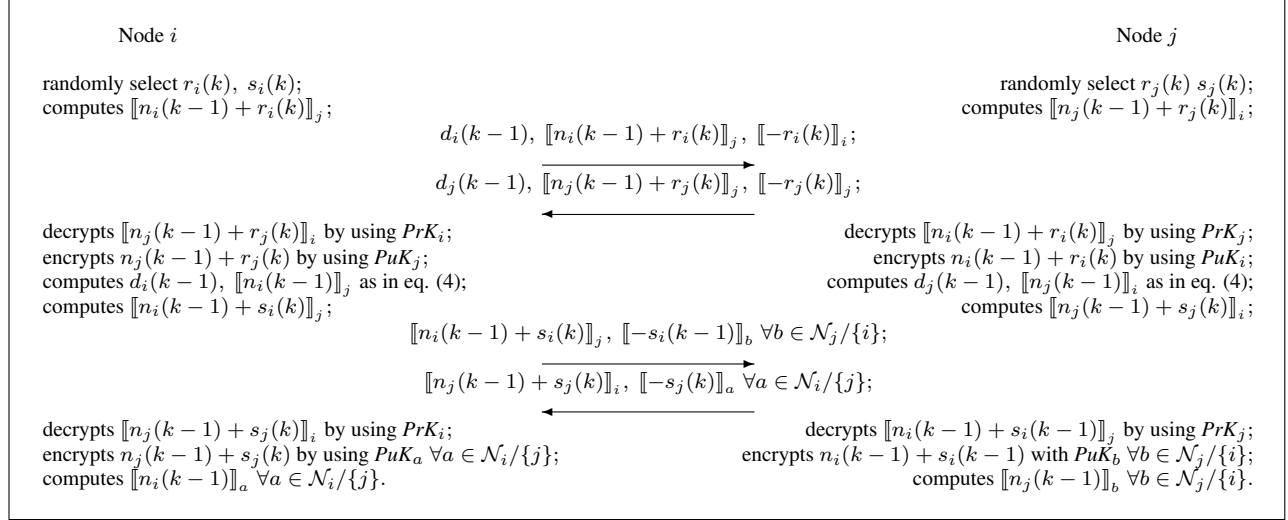 Node i Node j
randomly select r_i(k), s_i(k); randomly select r_j(k) s_j(k);
computes ⟦n_i(k − 1) + r_i(k)⟧_j; computes ⟦n_j(k − 1) + r_j(k)⟧_i;
d_i(k−1), ⟦n_i(k − 1) + r_i(k)⟧_j, ⟦−r_i(k)⟧_i;
d_j(k−1), ⟦n_j(k − 1) + r_j(k)⟧_j, ⟦−r_j(k)⟧_j;
decrypts ⟦n_j(k − 1) + r_j(k)⟧_i by using PrK_i; decrypts ⟦n_i(k − 1) + r_i(k)⟧_j by using PrK_j;
encrypts n_j(k − 1) + r_j(k) by using PuK_j; encrypts n_i(k − 1) + r_i(k) by using PuK_i;
computes d_i(k−1), ⟦n_i(k − 1)⟧_j as in eq. (4); computes d_j(k−1), ⟦n_j(k − 1)⟧_i as in eq. (4);
computes ⟦n_i(k − 1) + s_i(k)⟧_j; computes ⟦n_j(k − 1) + s_j(k)⟧_i;
⟦n_i(k − 1) + s_i(k)⟧_j, ⟦−s_i(k − 1)⟧_b ∀b ∈ 𝒩_j/{i};
⟦n_j(k − 1) + s_j(k)⟧_i, ⟦−s_j(k)⟧_a ∀a ∈ 𝒩_i/{j};
decrypts ⟦n_j(k − 1) + s_j(k)⟧_i by using PrK_i; decrypts ⟦n_i(k − 1) + s_i(k − 1)⟧_j by using PrK_j;
encrypts n_j(k − 1) + s_j(k) by using PuK_a ∀a ∈ 𝒩_i/{j}; encrypts n_i(k − 1) + s_i(k − 1) with PuK_b ∀b ∈ 𝒩_j/{i};
computes ⟦n_i(k − 1)⟧_a ∀a ∈ 𝒩_i/{j}. computes ⟦n_j(k − 1)⟧_b ∀b ∈ 𝒩_j/{i}.